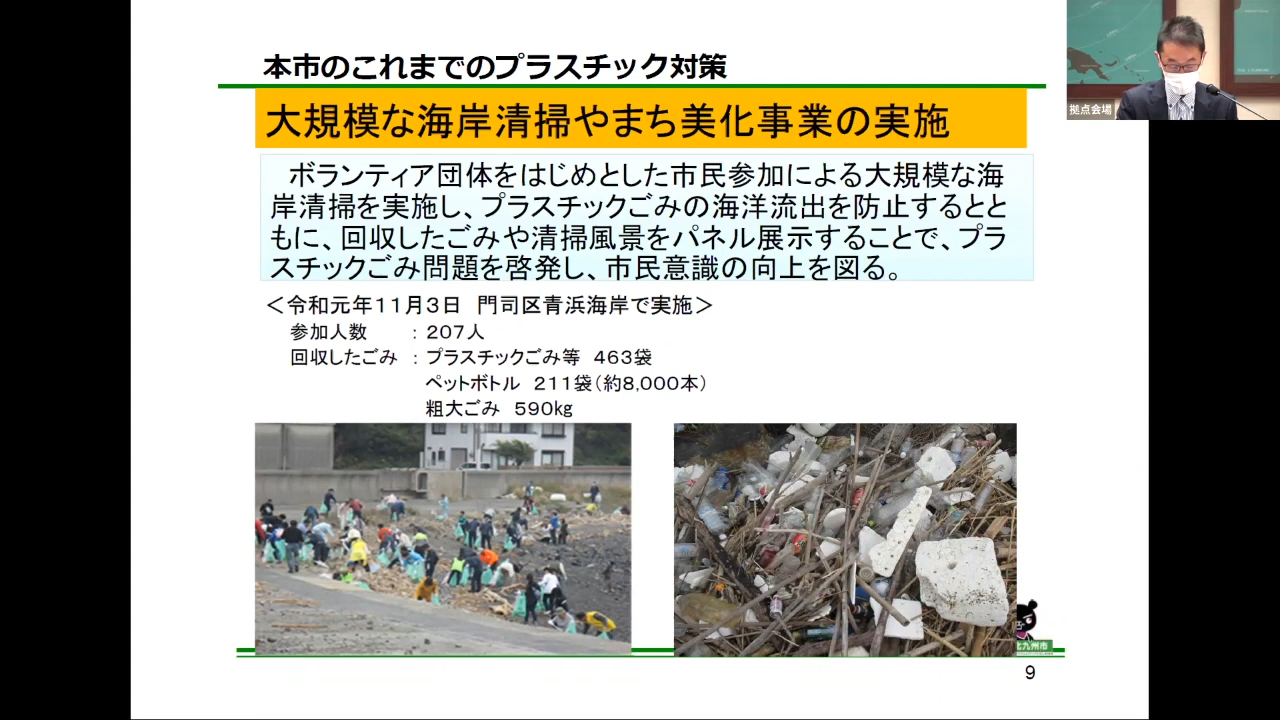 本市のこれまでのプラスチック対策
大規模な海岸清掃やまち美化事業の実施
ボランティア団体をはじめとした市民参加による大規模な海
岸清掃を実施し、プラスチックごみの海洋流出を防止するとと
もに、回収したごみや清掃風景をパネル展示することで、プラ
スチックごみ問題を啓発し、市民意識の向上を図る。
＜令和元年１１月３日　門司区青浜海岸で実施＞
参加人数　：２０７人
回収したごみ　：プラスチックごみ等　４６３袋
ペットボトル　２１１袋（約８，０００本）
粗大ごみ　５９０㎏
北九州市
9
拠点会場